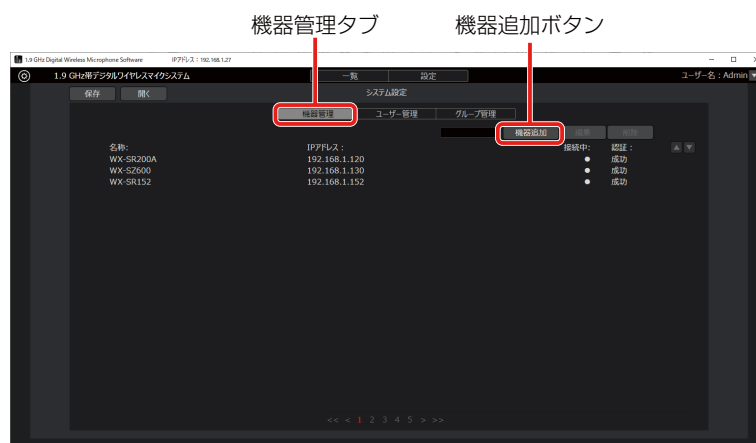 機器管理タブ 機器追加ボタン
1.9 GHz Digital Wireless Microphone Software IPアドレス : 192.168.1.27
1.9 GHz帯デジタルワイヤレスマイクシステム 一覧 設定 ユーザー名 : Admin
保存 開く システム設定
機器管理 ユーザー管理 グループ管理
機器追加 編集 削除
名称: IPアドレス : 接続中: 認証 :
WX-SR200A 192.168.1.120 成功
WX-SZ600 192.168.1.130 成功
WX-SR152 192.168.1.152 成功
<< < 1 2 3 4 5 > >>